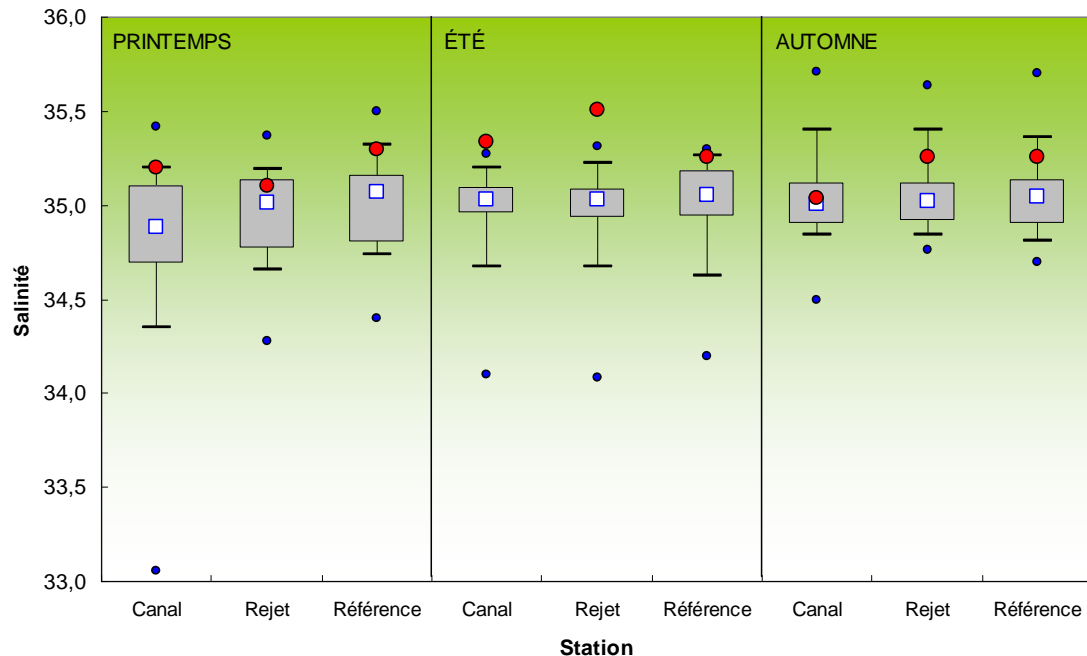 36,0
35,5
35,0
34,5
34,0
33,5
33,0
Salinité
PRINTEMPS
ÉTÉ
AUTOMNE
Canal Rejet Référence Canal Rejet Référence Canal Rejet Référence
Station